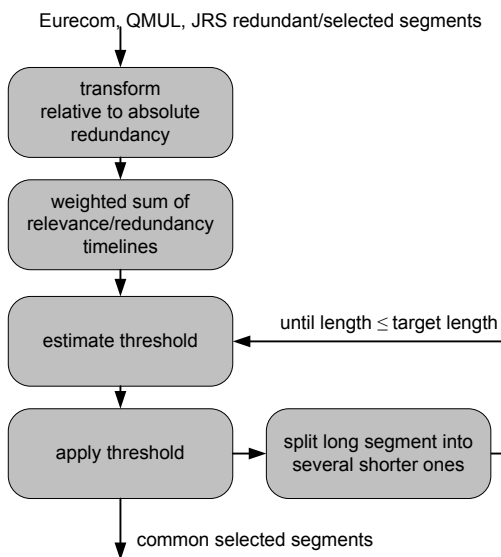 Eurecom, QMUL, JRS redundant/selected segments
transform
relative to absolute
redundancy
weighted sum of
relevance/redundancy
timelines
estimate threshold
until length ≤ target length
apply threshold
split long segment into
several shorter ones
common selected segments